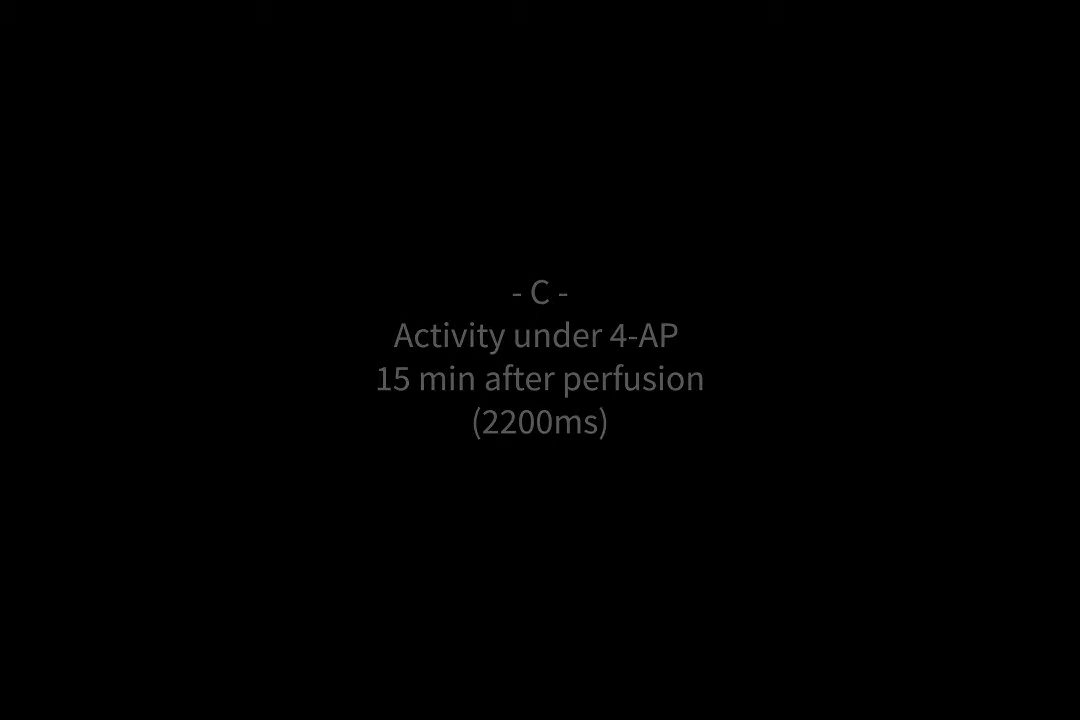 - C -
Activity under 4-AP
15 min after perfusion
(2200ms)